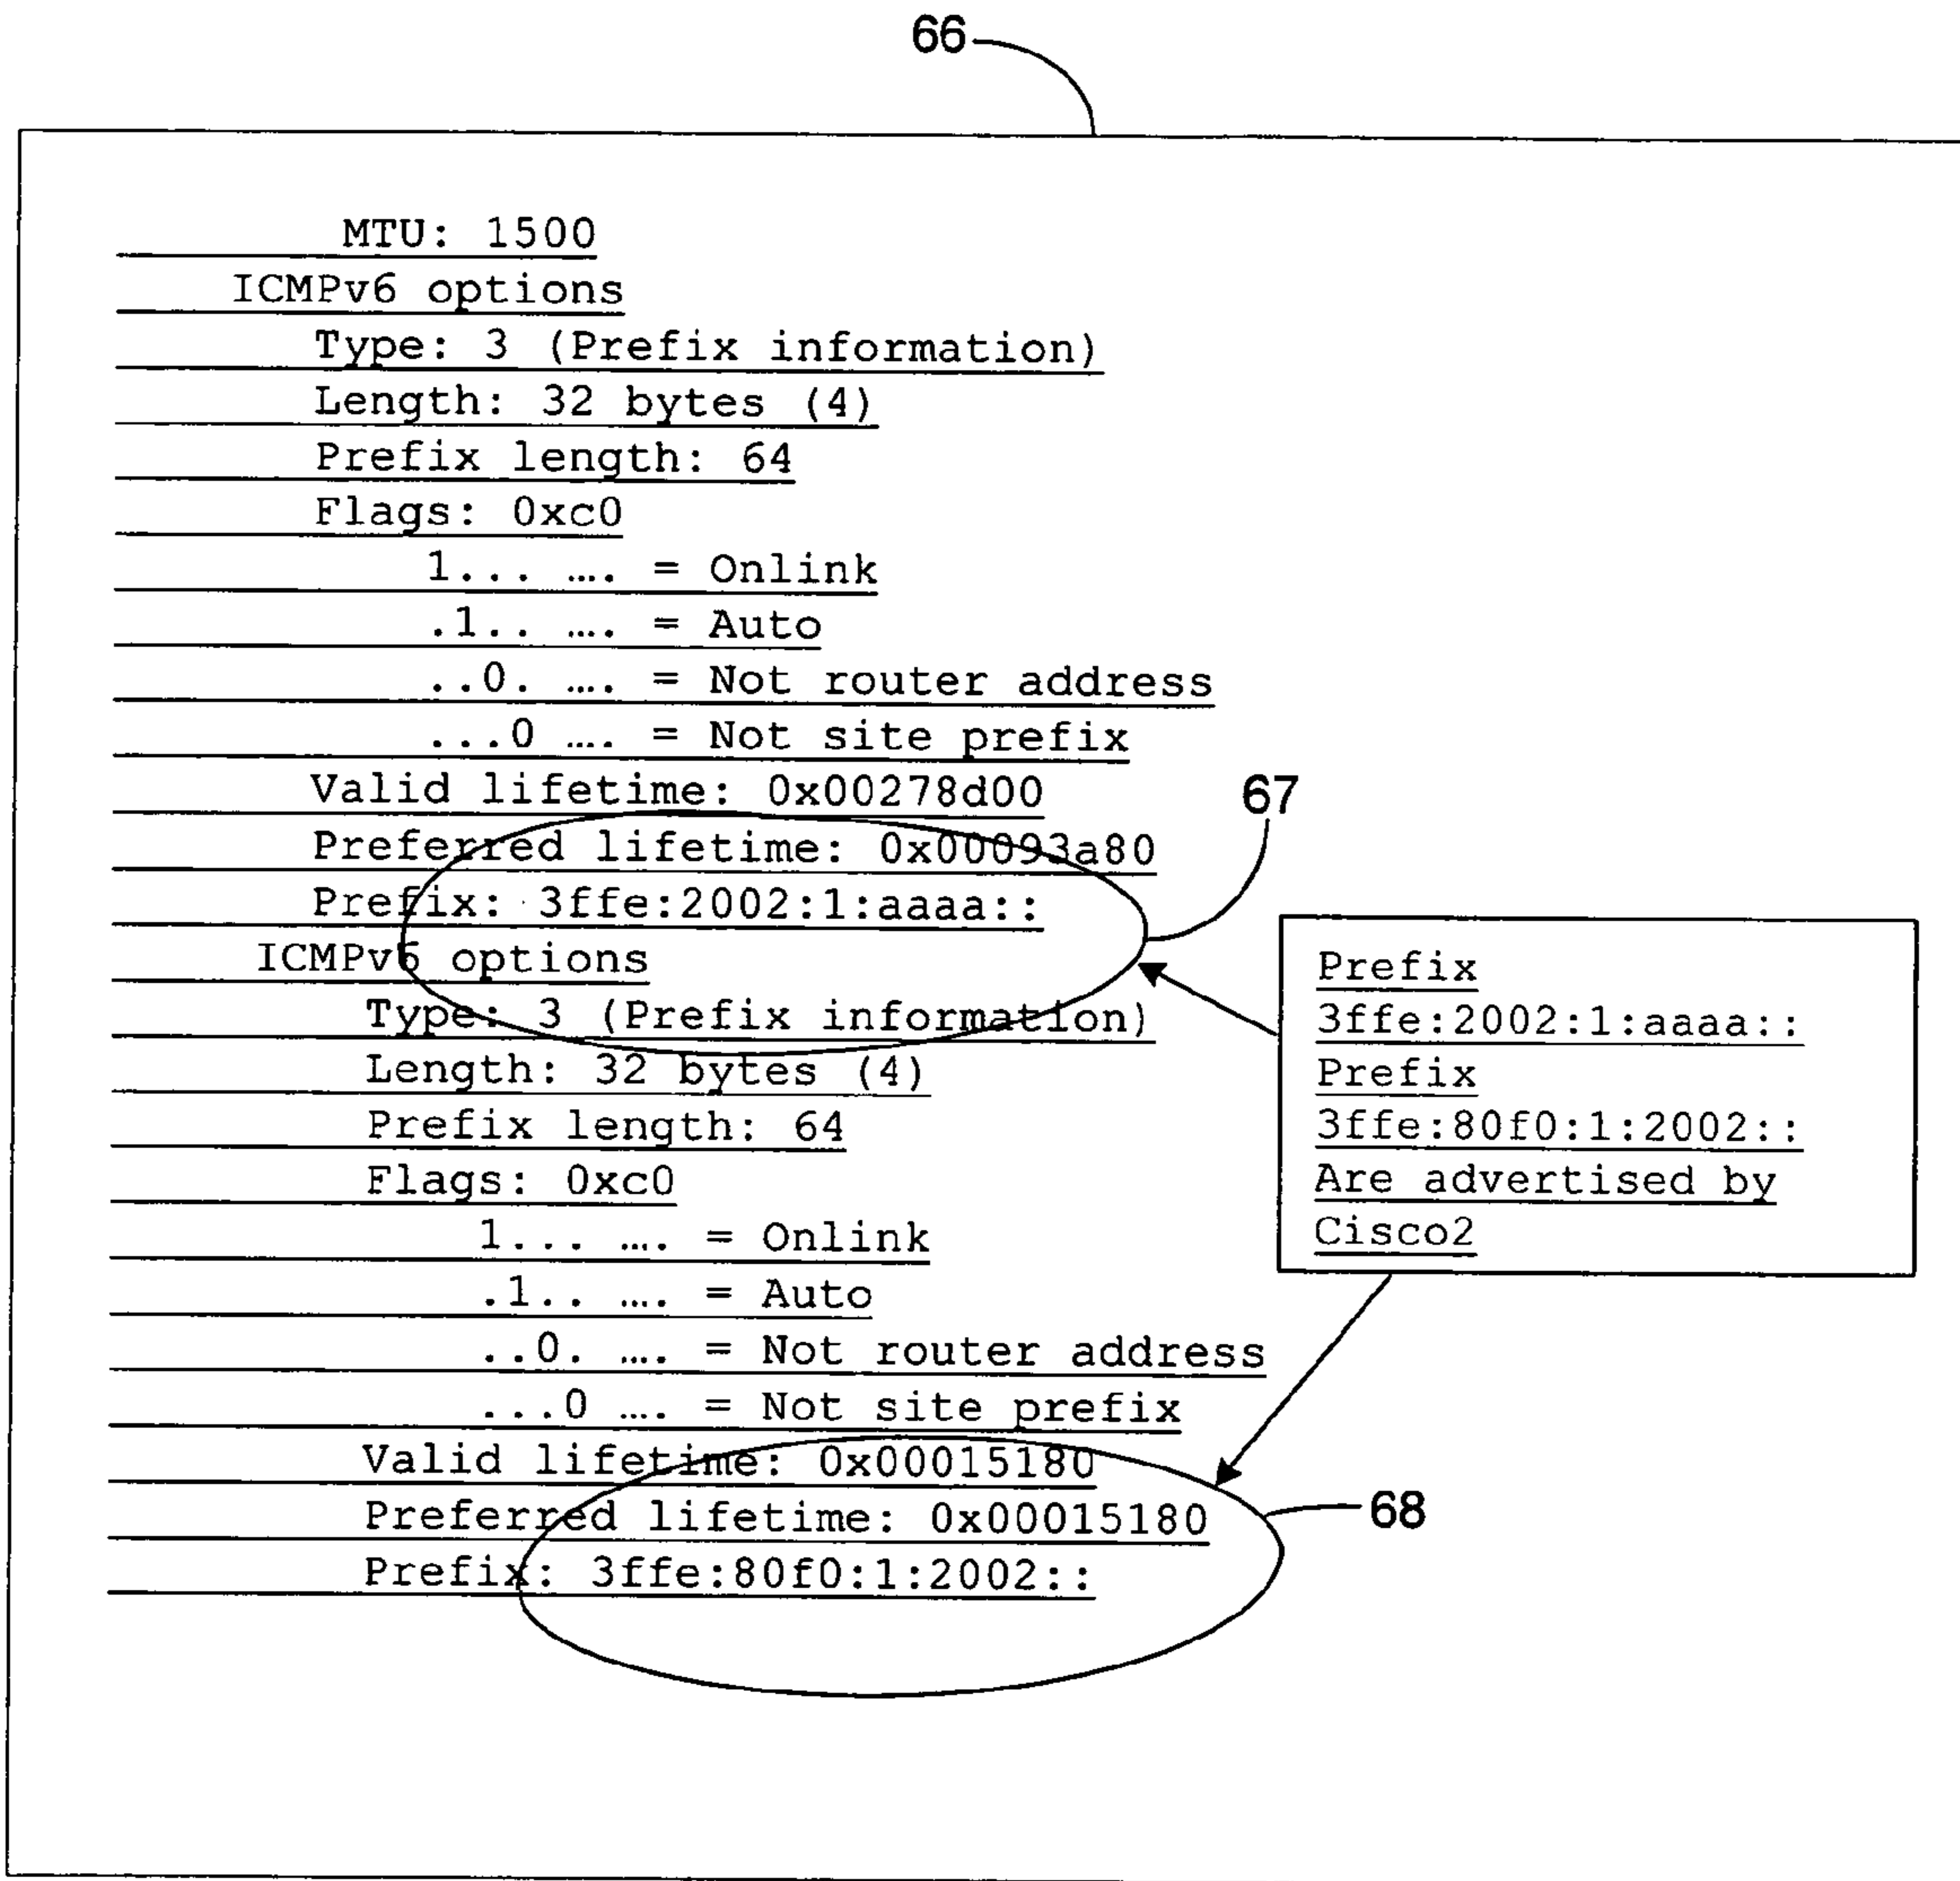 66
MTU: 1500
ICMPv6 options
Type: 3 (Prefix information)
Length: 32 bytes (4)
Prefix length: 64
Flags: 0xc0
1... .... = Onlink
.1.. .... = Auto
..0. .... = Not router address
...0 .... = Not site prefix
Valid lifetime: 0x00278d00
67
Preferred lifetime: 0x00093a80
Prefix: 3ffe:2002:1:aaaa::
ICMPv6 options
Type: 3 (Prefix information)
Length: 32 bytes (4)
Prefix length: 64
Flags: 0xc0
1... .... = Onlink
.1.. .... = Auto
..0. .... = Not router address
...0 .... = Not site prefix
Valid lifetime: 0x00015180
Preferred lifetime: 0x00015180
68
Prefix: 3ffe:80f0:1:2002::
Prefix
3ffe:2002:1:aaaa::
Prefix
3ffe:80f0:1:2002::
Are advertised by
Cisco2